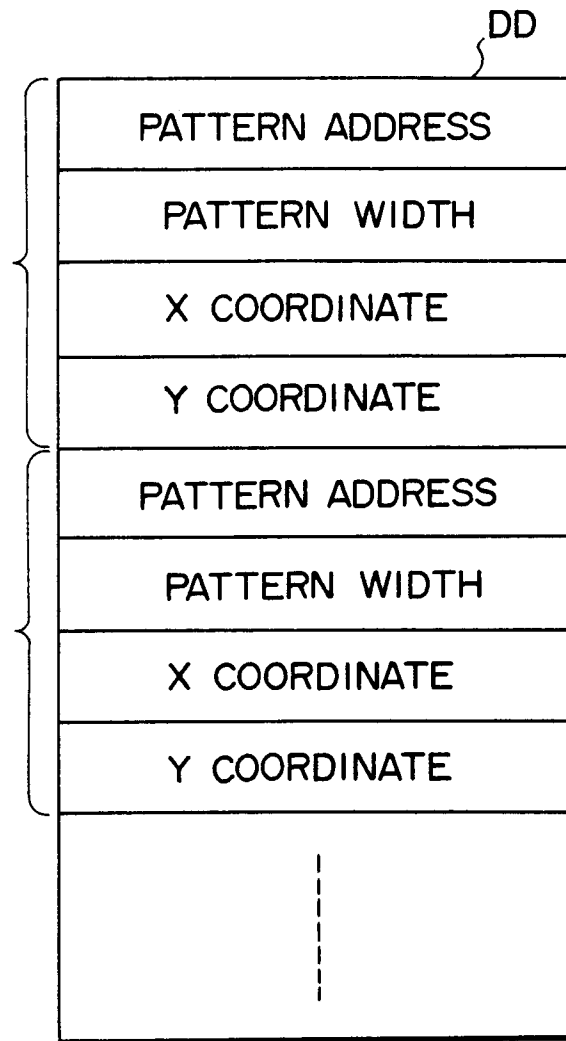 DD
PATTERN ADDRESS
PATTERN WIDTH
X COORDINATE
Y COORDINATE
PATTERN ADDRESS
PATTERN WIDTH
X COORDINATE
Y COORDINATE